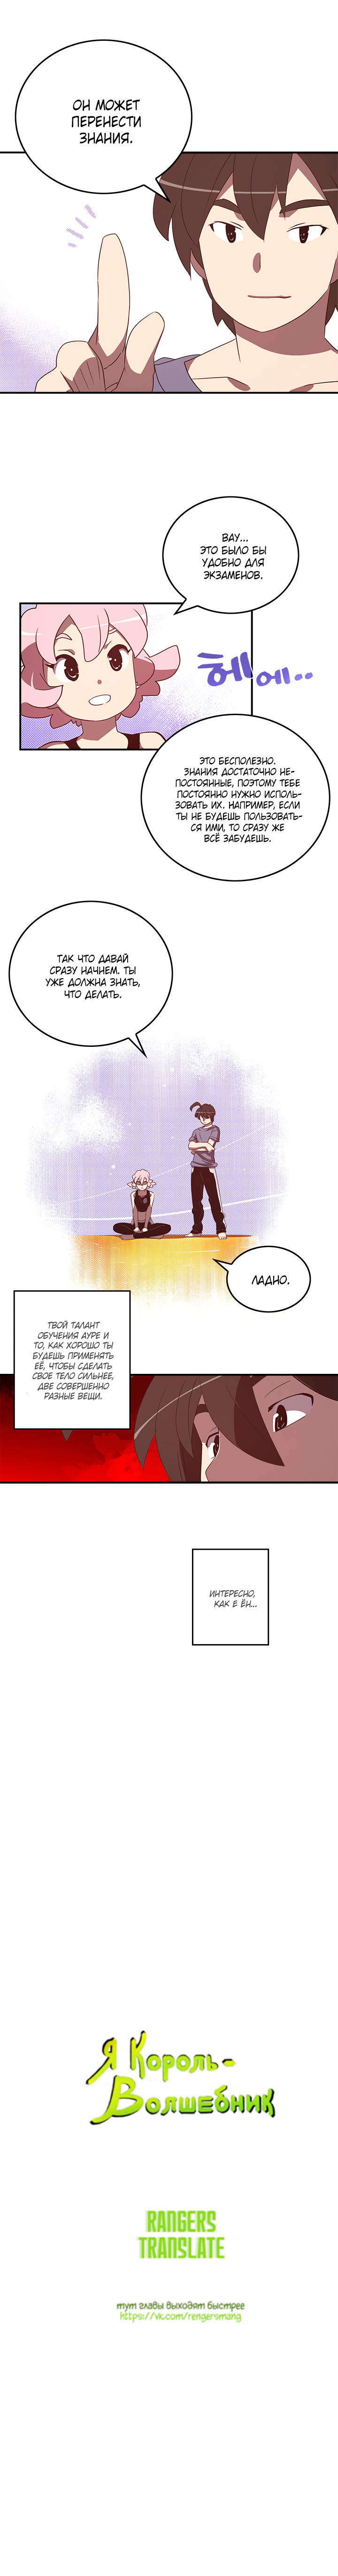 ОН МОЖЕТ
ПЕРЕНЕСТИ
ЗНАНИЯ.
ВАУ...
ЭТО БЫЛО БЫ
УДОБНО ДЛЯ
ЭКЗАМЕНОВ.
헤에..
ЭТО БЕСПОЛЕЗНО.
ЗНАНИЯ ДОСТАТОЧНО НЕ-
ПОСТОЯННЫЕ, ПОЭТОМУ ТЕБЕ
ПОСТОЯННО НУЖНО ИСПОЛЬ-
ЗОВАТЬ ИХ. НАПРИМЕР, ЕСЛИ
ТЫ НЕ БУДЕШЬ ПОЛЬЗОВАТЬ-
СЯ ИМИ, ТО СРАЗУ ЖЕ
ВСЁ ЗАБУДЕШЬ.
ТАК ЧТО ДАВАЙ
СРАЗУ НАЧНЕМ. ТЫ
УЖЕ ДОЛЖНА ЗНАТЬ,
ЧТО ДЕЛАТЬ.
ЛАДНО.
ТВОЙ ТАЛАНТ
ОБУЧЕНИЯ АУРЕ И
ТО, КАК ХОРОШО ТЫ
БУДЕШЬ ПРИМЕНЯТЬ
ЕЁ, ЧТОБЫ СДЕЛАТЬ
СВОЕ ТЕЛО СИЛЬНЕЕ,
ДВЕ СОВЕРШЕННО
РАЗНЫЕ ВЕЩИ.
ИНТЕРЕСНО,
КАК Е ЁН...
Я Король-
Волшебник
RANGERS
TRANSLATE
тут главы выходят быстрее
https://vk.com/rengersmang